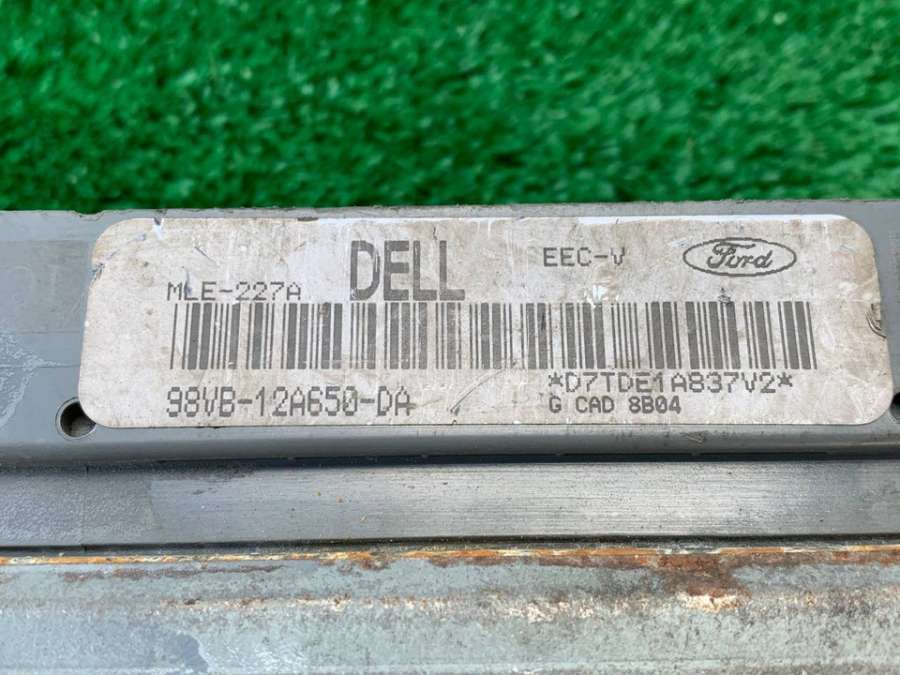 DELL
EEC-V
Ford
MLE-227A
98VB-12A650-DA
*D7TDE1A837V2*
G CAD 8B04